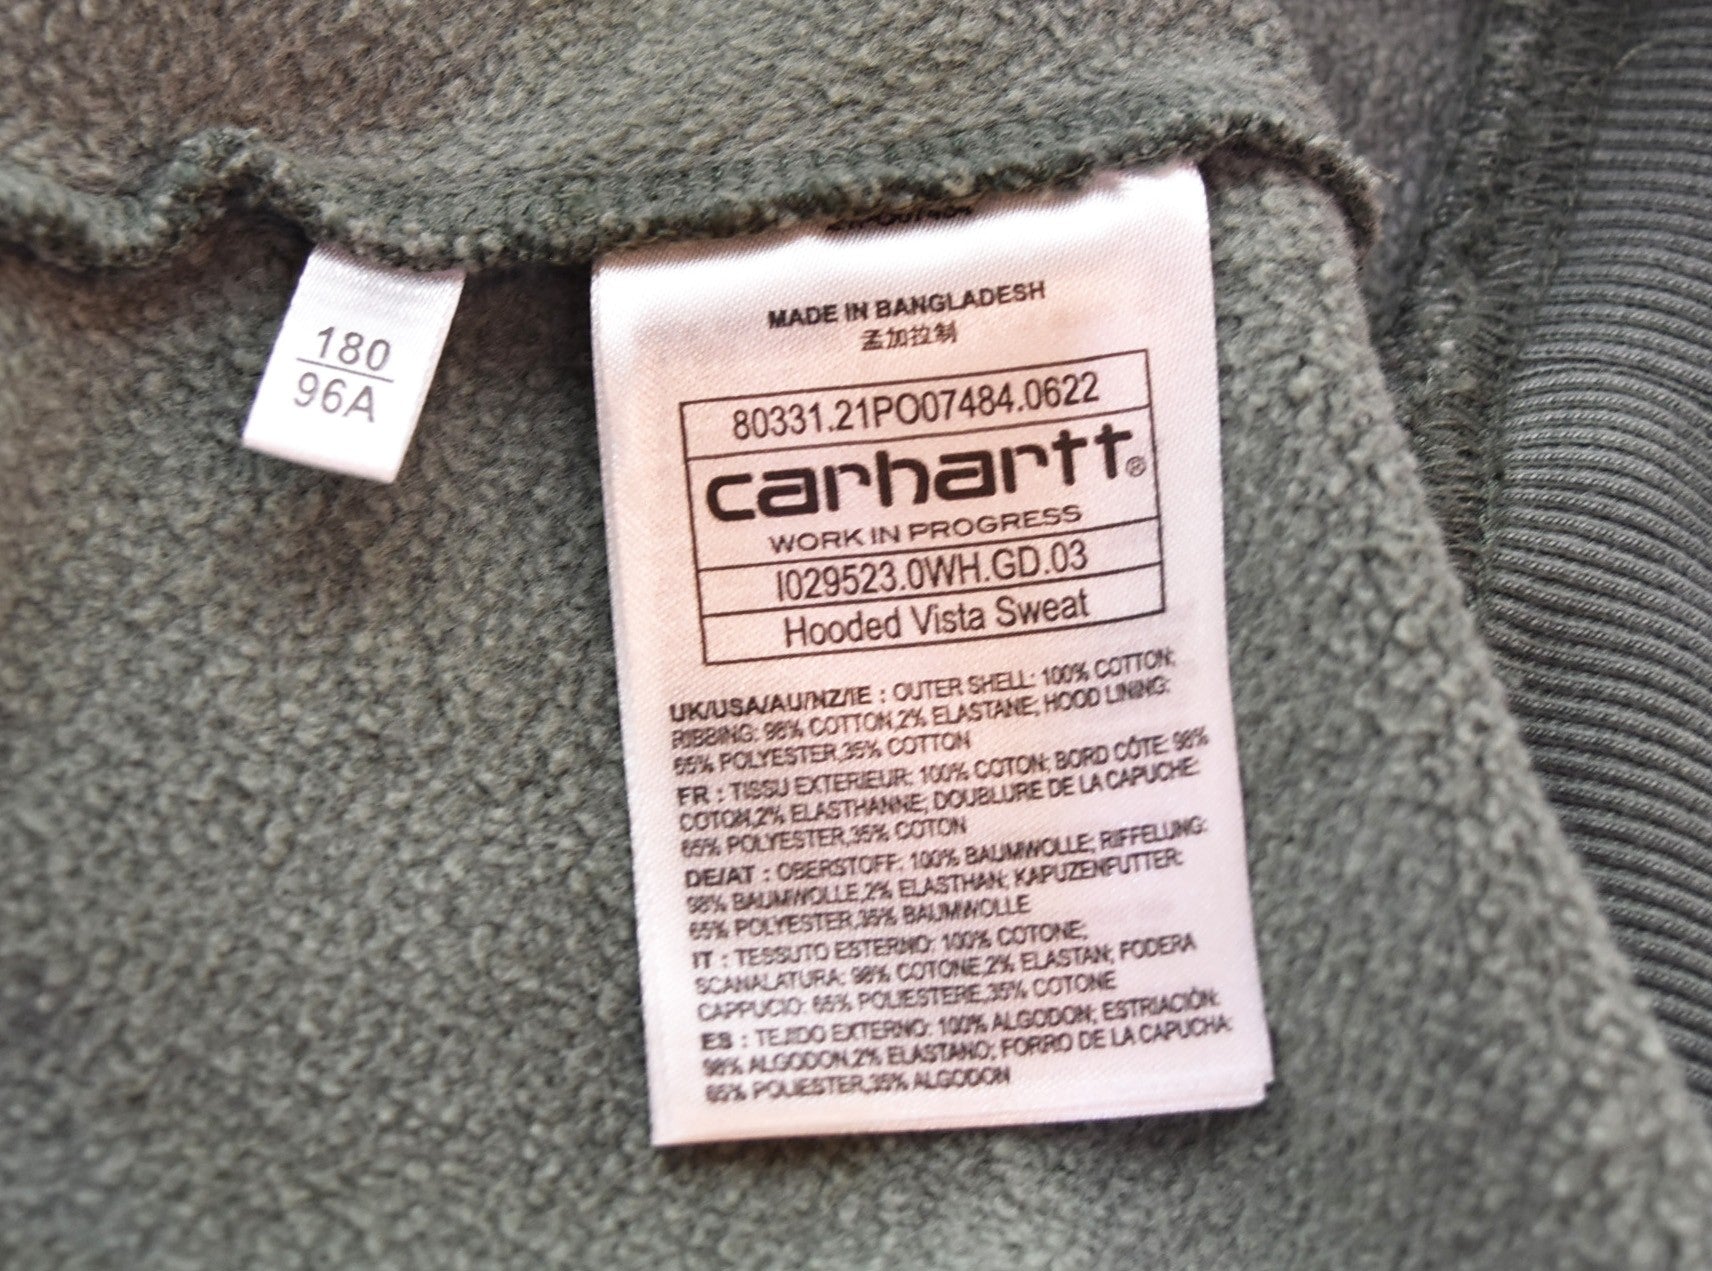 180
96A
MADE IN BANGLADESH
孟加拉制
80331.21PO07484.0622
carhartt®
WORK IN PROGRESS
I029523.0WH.GD.03
Hooded Vista Sweat
UK/USA/AU/NZ/IE : OUTER SHELL: 100% COTTON;
RIBBING: 98% COTTON,2% ELASTANE; HOOD LINING:
65% POLYESTER,35% COTTON
FR : TISSU EXTERIEUR: 100% COTON; BORD CÔTE: 98%
COTON,2% ELASTHANNE; DOUBLURE DE LA CAPUCHE:
65% POLYESTER,35% COTON
DE/AT : OBERSTOFF: 100% BAUMWOLLE; RIFFELUNG:
98% BAUMWOLLE,2% ELASTHAN; KAPUZENFUTTER:
65% POLYESTER,35% BAUMWOLLE
IT : TESSUTO ESTERNO: 100% COTONE;
SCANALATURA: 98% COTONE,2% ELASTAN; FODERA
CAPPUCIO: 65% POLIESTERE,35% COTONE
ES : TEJIDO EXTERNO: 100% ALGODON; ESTRIACIÓN:
98% ALGODON,2% ELASTANO; FORRO DE LA CAPUCHA:
65% POLIESTER,35% ALGODON